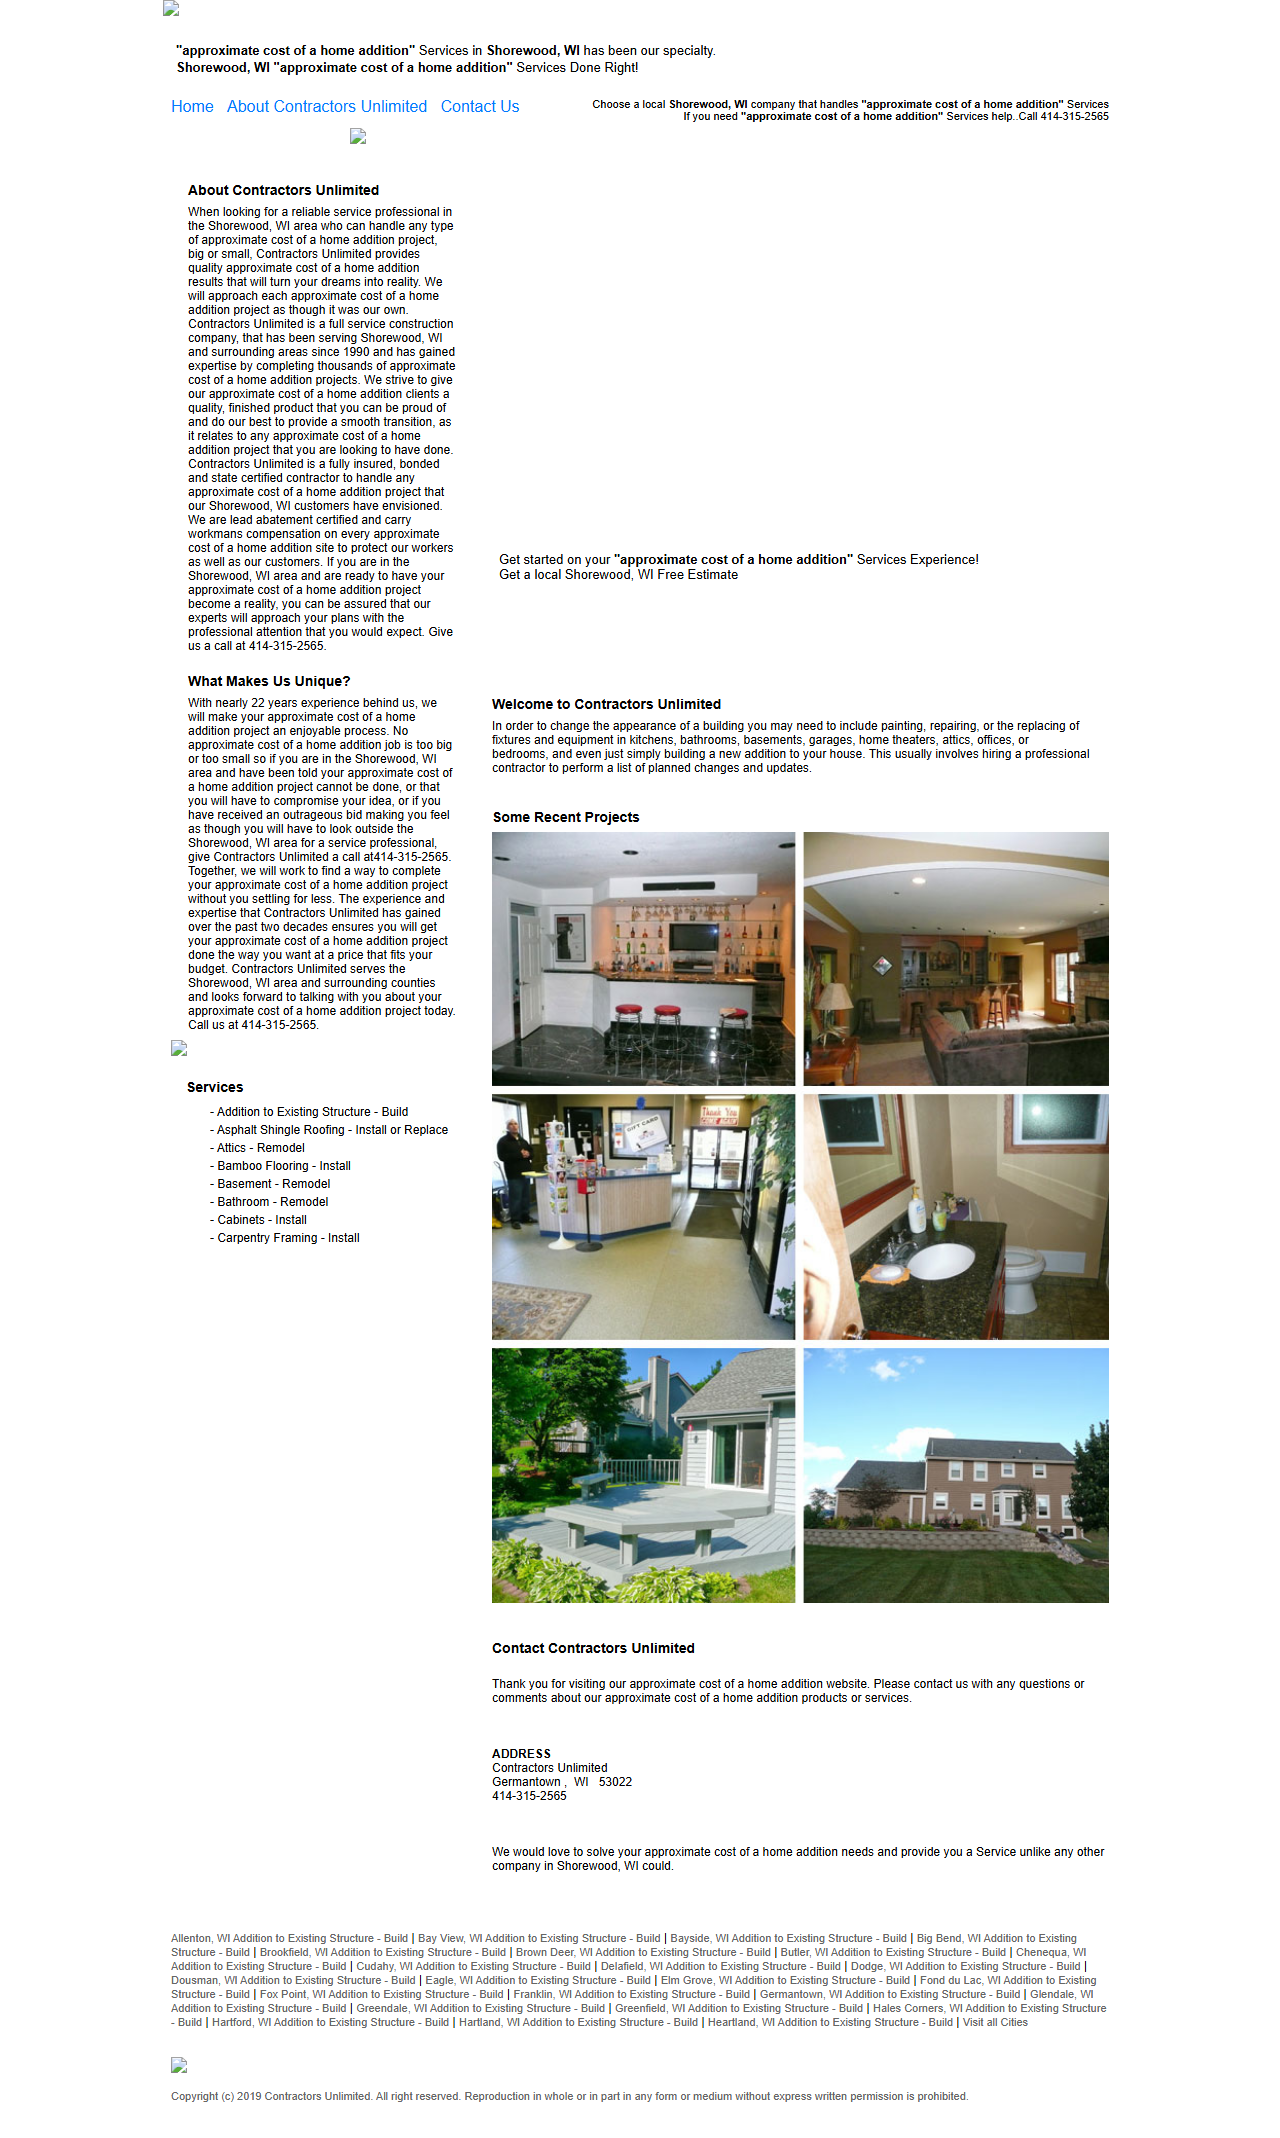 "approximate cost of a home addition" Services in Shorewood, WI has been our specialty.
Shorewood, WI "approximate cost of a home addition" Services Done Right!
Home About Contractors Unlimited Contact Us
Choose a local Shorewood, WI company that handles "approximate cost of a home addition" Services
If you need "approximate cost of a home addition" Services help..Call 414-315-2565
About Contractors Unlimited
When looking for a reliable service professional in
the Shorewood, WI area who can handle any type
of approximate cost of a home addition project,
big or small, Contractors Unlimited provides
quality approximate cost of a home addition
results that will turn your dreams into reality. We
will approach each approximate cost of a home
addition project as though it was our own.
Contractors Unlimited is a full service construction
company, that has been serving Shorewood, WI
and surrounding areas since 1990 and has gained
expertise by completing thousands of approximate
cost of a home addition projects. We strive to give
our approximate cost of a home addition clients a
quality, finished product that you can be proud of
and do our best to provide a smooth transition, as
it relates to any approximate cost of a home
addition project that you are looking to have done.
Contractors Unlimited is a fully insured, bonded
and state certified contractor to handle any
approximate cost of a home addition project that
our Shorewood, WI customers have envisioned.
We are lead abatement certified and carry
workmans compensation on every approximate
cost of a home addition site to protect our workers
as well as our customers. If you are in the
Shorewood, WI area and are ready to have your
approximate cost of a home addition project
become a reality, you can be assured that our
experts will approach your plans with the
professional attention that you would expect. Give
us a call at 414-315-2565.
What Makes Us Unique?
With nearly 22 years experience behind us, we
will make your approximate cost of a home
addition project an enjoyable process. No
approximate cost of a home addition job is too big
or too small so if you are in the Shorewood, WI
area and have been told your approximate cost of
a home addition project cannot be done, or that
you will have to compromise your idea, or if you
have received an outrageous bid making you feel
as though you will have to look outside the
Shorewood, WI area for a service professional,
give Contractors Unlimited a call at414-315-2565.
Together, we will work to find a way to complete
your approximate cost of a home addition project
without you settling for less. The experience and
expertise that Contractors Unlimited has gained
over the past two decades ensures you will get
your approximate cost of a home addition project
done the way you want at a price that fits your
budget. Contractors Unlimited serves the
Shorewood, WI area and surrounding counties
and looks forward to talking with you about your
approximate cost of a home addition project today.
Call us at 414-315-2565.
Services
- Addition to Existing Structure - Build
- Asphalt Shingle Roofing - Install or Replace
- Attics - Remodel
- Bamboo Flooring - Install
- Basement - Remodel
- Bathroom - Remodel
- Cabinets - Install
- Carpentry Framing - Install
Get started on your "approximate cost of a home addition" Services Experience!
Get a local Shorewood, WI Free Estimate
Welcome to Contractors Unlimited
In order to change the appearance of a building you may need to include painting, repairing, or the replacing of
fixtures and equipment in kitchens, bathrooms, basements, garages, home theaters, attics, offices, or
bedrooms, and even just simply building a new addition to your house. This usually involves hiring a professional
contractor to perform a list of planned changes and updates.
Some Recent Projects
Thank You
GIFT CARD
Contact Contractors Unlimited
Thank you for visiting our approximate cost of a home addition website. Please contact us with any questions or
comments about our approximate cost of a home addition products or services.
ADDRESS
Contractors Unlimited
Germantown , WI 53022
414-315-2565
We would love to solve your approximate cost of a home addition needs and provide you a Service unlike any other
company in Shorewood, WI could.
Allenton, WI Addition to Existing Structure - Build | Bay View, WI Addition to Existing Structure - Build | Bayside, WI Addition to Existing Structure - Build | Big Bend, WI Addition to Existing
Structure - Build | Brookfield, WI Addition to Existing Structure - Build | Brown Deer, WI Addition to Existing Structure - Build | Butler, WI Addition to Existing Structure - Build | Chenequa, WI
Addition to Existing Structure - Build | Cudahy, WI Addition to Existing Structure - Build | Delafield, WI Addition to Existing Structure - Build | Dodge, WI Addition to Existing Structure - Build |
Dousman, WI Addition to Existing Structure - Build | Eagle, WI Addition to Existing Structure - Build | Elm Grove, WI Addition to Existing Structure - Build | Fond du Lac, WI Addition to Existing
Structure - Build | Fox Point, WI Addition to Existing Structure - Build | Franklin, WI Addition to Existing Structure - Build | Germantown, WI Addition to Existing Structure - Build | Glendale, WI
Addition to Existing Structure - Build | Greendale, WI Addition to Existing Structure - Build | Greenfield, WI Addition to Existing Structure - Build | Hales Corners, WI Addition to Existing Structure
- Build | Hartford, WI Addition to Existing Structure - Build | Hartland, WI Addition to Existing Structure - Build | Heartland, WI Addition to Existing Structure - Build | Visit all Cities
Copyright (c) 2019 Contractors Unlimited. All right reserved. Reproduction in whole or in part in any form or medium without express written permission is prohibited.